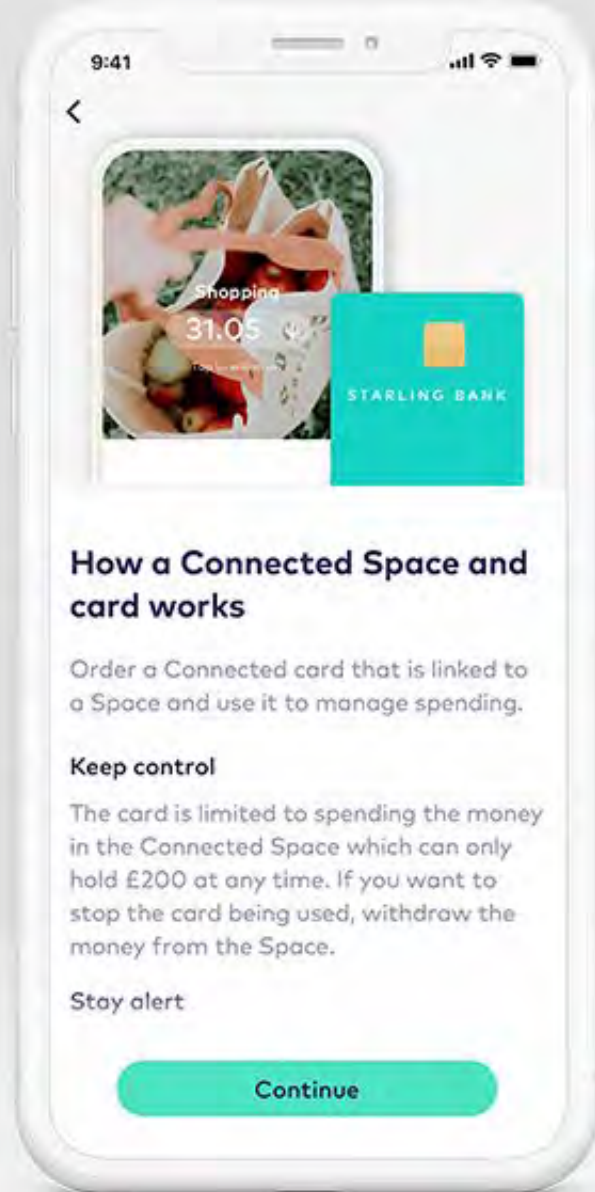 9:41
Shopping
31.05
STARLING BANK
How a Connected Space and
card works
Order a Connected card that is linked to
a Space and use it to manage spending.
Keep control
The card is limited to spending the money
in the Connected Space which can only
hold £200 at any time. If you want to
stop the card being used, withdraw the
money from the Space.
Stay alert
Continue